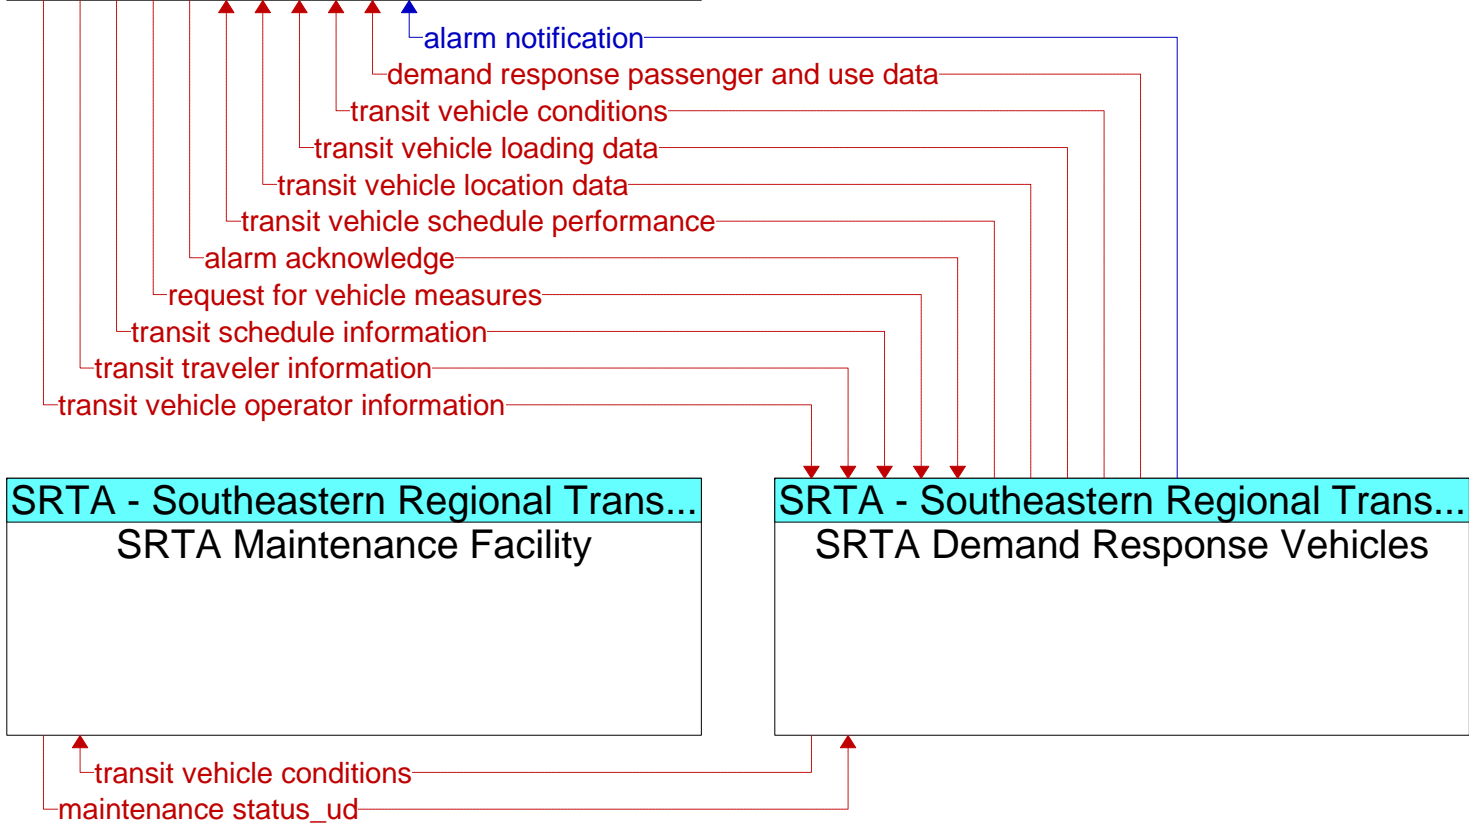 alarm notification
demand response passenger and use data
transit vehicle conditions
transit vehicle loading data
transit vehicle location data
transit vehicle schedule performance
alarm acknowledge
request for vehicle measures
transit schedule information
transit traveler information
transit vehicle operator information
SRTA - Southeastern Regional Trans...
SRTA Maintenance Facility
SRTA - Southeastern Regional Trans...
SRTA Demand Response Vehicles
transit vehicle conditions
maintenance status_ud